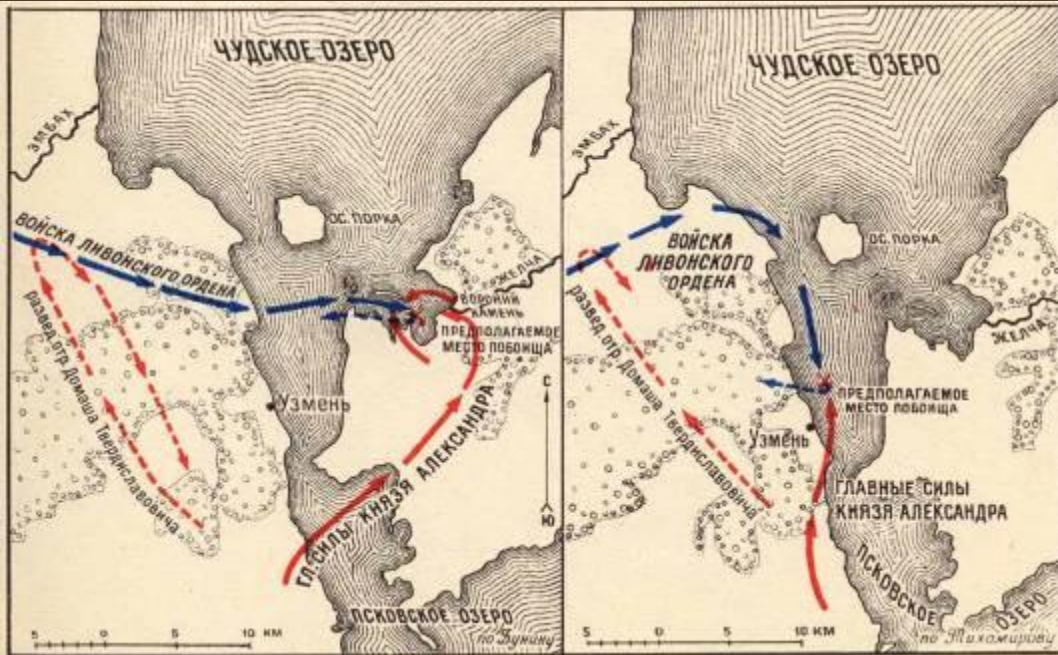 ЧУДСКОЕ ОЗЕРО
ЭМБАХ
ОС. ПОРКА
ВОЙСКА ЛИВОНСКОГО ОРДЕНА
ЖЕЛЧА
ВОРОНИЙ
КАМЕНЬ
ПРЕДПОЛАГАЕМОЕ
МЕСТО ПОБОИЩА
развед. отр. Домаша Твердиславовича
Узмень
С
Ю
ГЛ. СИЛЫ КНЯЗЯ АЛЕКСАНДРА
ПСКОВСКОЕ ОЗЕРО
5 0 5 10 КМ
по Бунину
ЧУДСКОЕ ОЗЕРО
ЭМБАХ
ОС. ПОРКА
ВОЙСКА
ЛИВОНСКОГО
ОРДЕНА
ЖЕЛЧА
развед. отр. Домаша Твердиславовича
ПРЕДПОЛАГАЕМОЕ
МЕСТО ПОБОИЩА
Узмень
ГЛАВНЫЕ СИЛЫ
КНЯЗЯ АЛЕКСАНДРА
ПСКОВСКОЕ ОЗЕРО
5 0 5 10 КМ
по Тихомирову